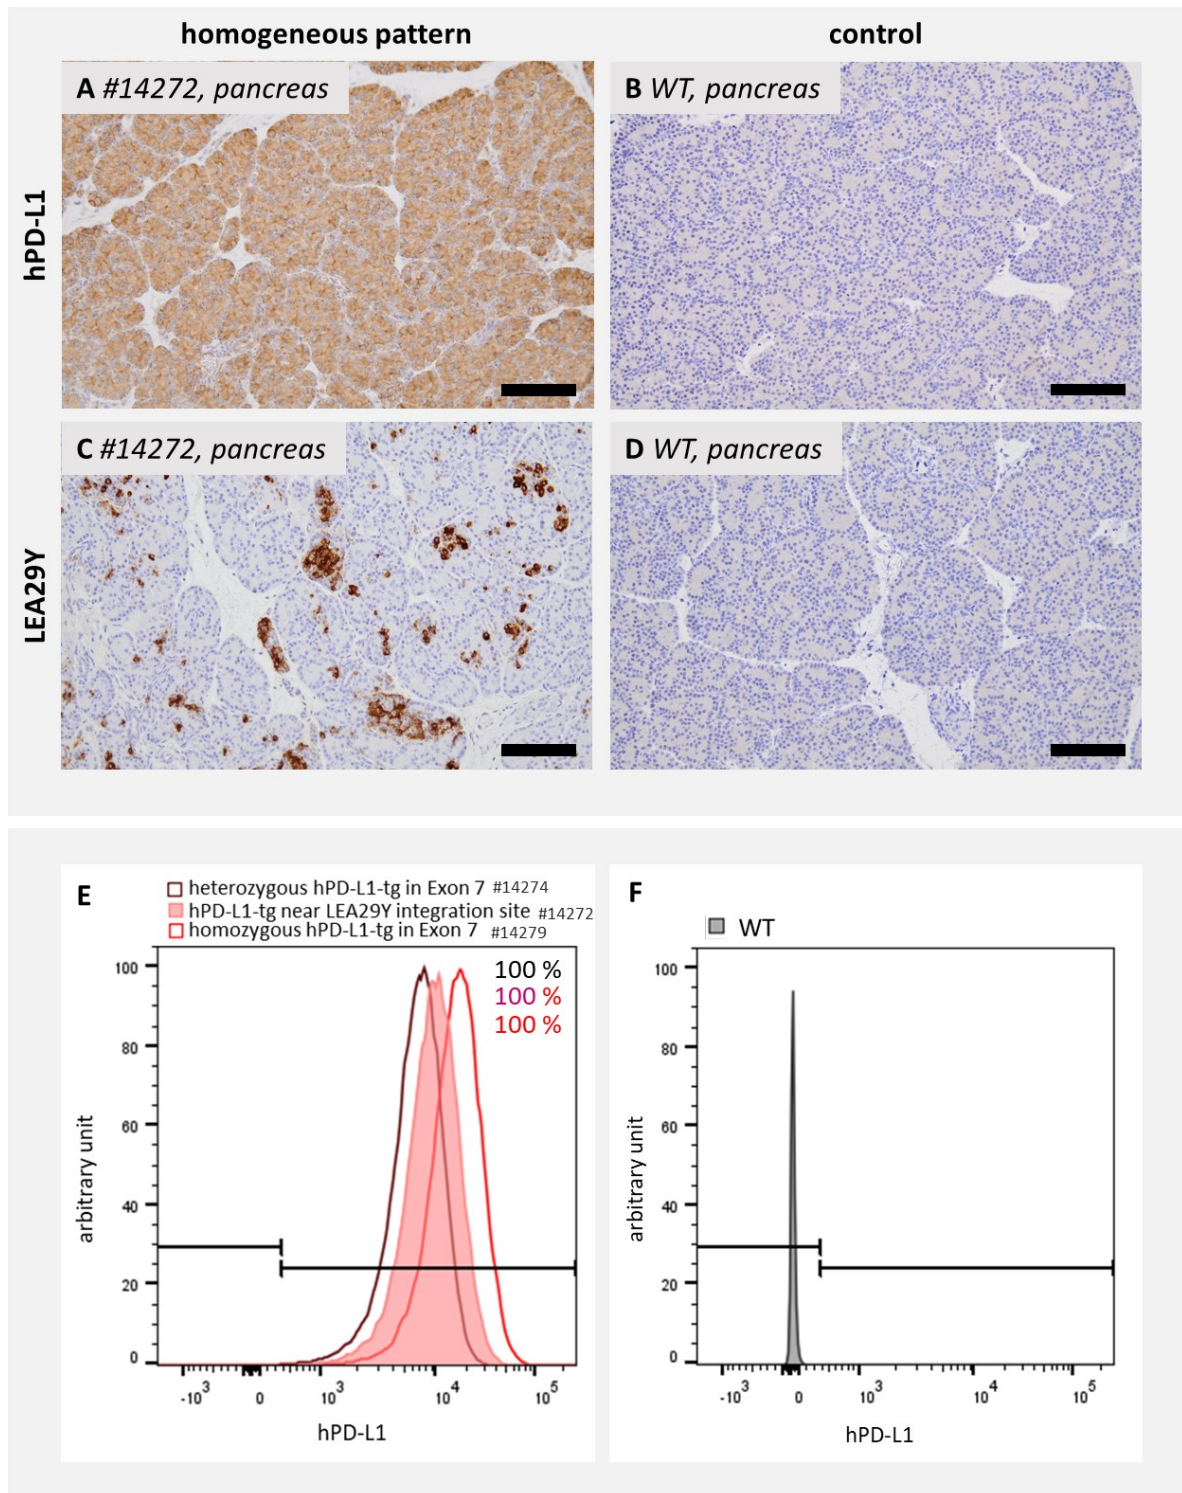 homogeneous pattern
control
hPD-L1
A #14272, pancreas
B WT, pancreas
LEA29Y
C #14272, pancreas
D WT, pancreas
E
heterozygous hPD-L1-tg in Exon 7 #14274
hPD-L1-tg near LEA29Y integration site #14272
homozygous hPD-L1-tg in Exon 7 #14279
100 %
100 %
100 %
arbitrary unit
100
80
60
40
20
0
-10³ 0 10³ 10⁴ 10⁵
hPD-L1
F
WT
arbitrary unit
100
80
60
40
20
0
-10³ 0 10³ 10⁴ 10⁵
hPD-L1